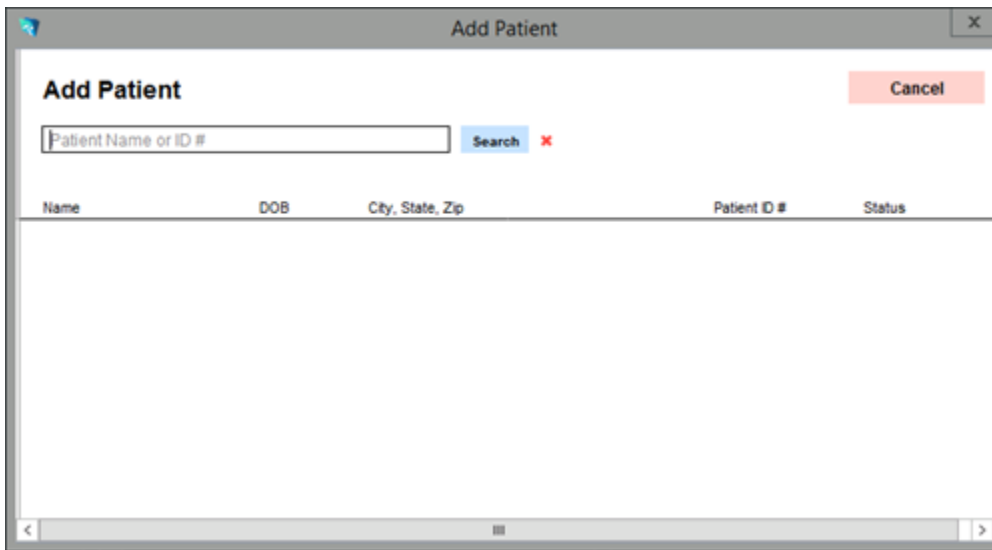 Add Patient
x
Add Patient
Cancel
Patient Name or ID #
Search
Name DOB City, State, Zip Patient ID # Status